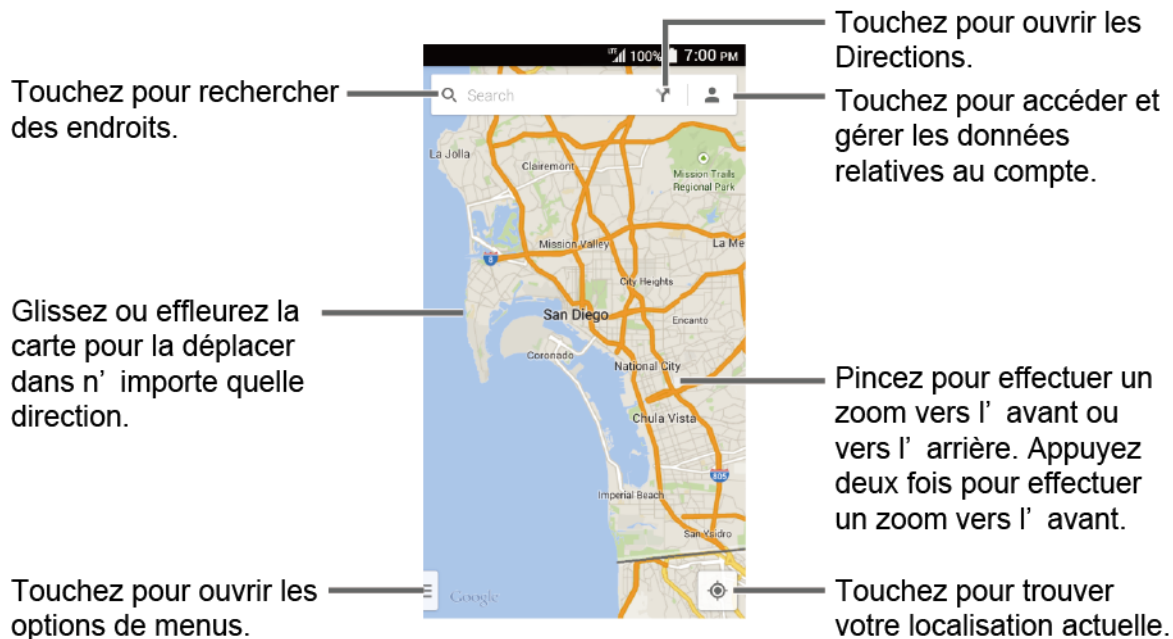 Touchez pour ouvrir les
Directions.
Touchez pour rechercher
des endroits.
Touchez pour accéder et
gérer les données
relatives au compte.
Glissez ou effleurez la
carte pour la déplacer
dans n' importe quelle
direction.
Pincez pour effectuer un
zoom vers l' avant ou
vers l' arrière. Appuyez
deux fois pour effectuer
un zoom vers l' avant.
Touchez pour ouvrir les
options de menus.
Touchez pour trouver
votre localisation actuelle.
LTE 100% 7:00 PM
Search
La Jolla
Clairemont
Mission Trails
Regional Park
Mission Valley
La Me
8
City Heights
San Diego
Encanto
Coronado
National City
Chula Vista
805
Imperial Beach
San Ysidro
Google